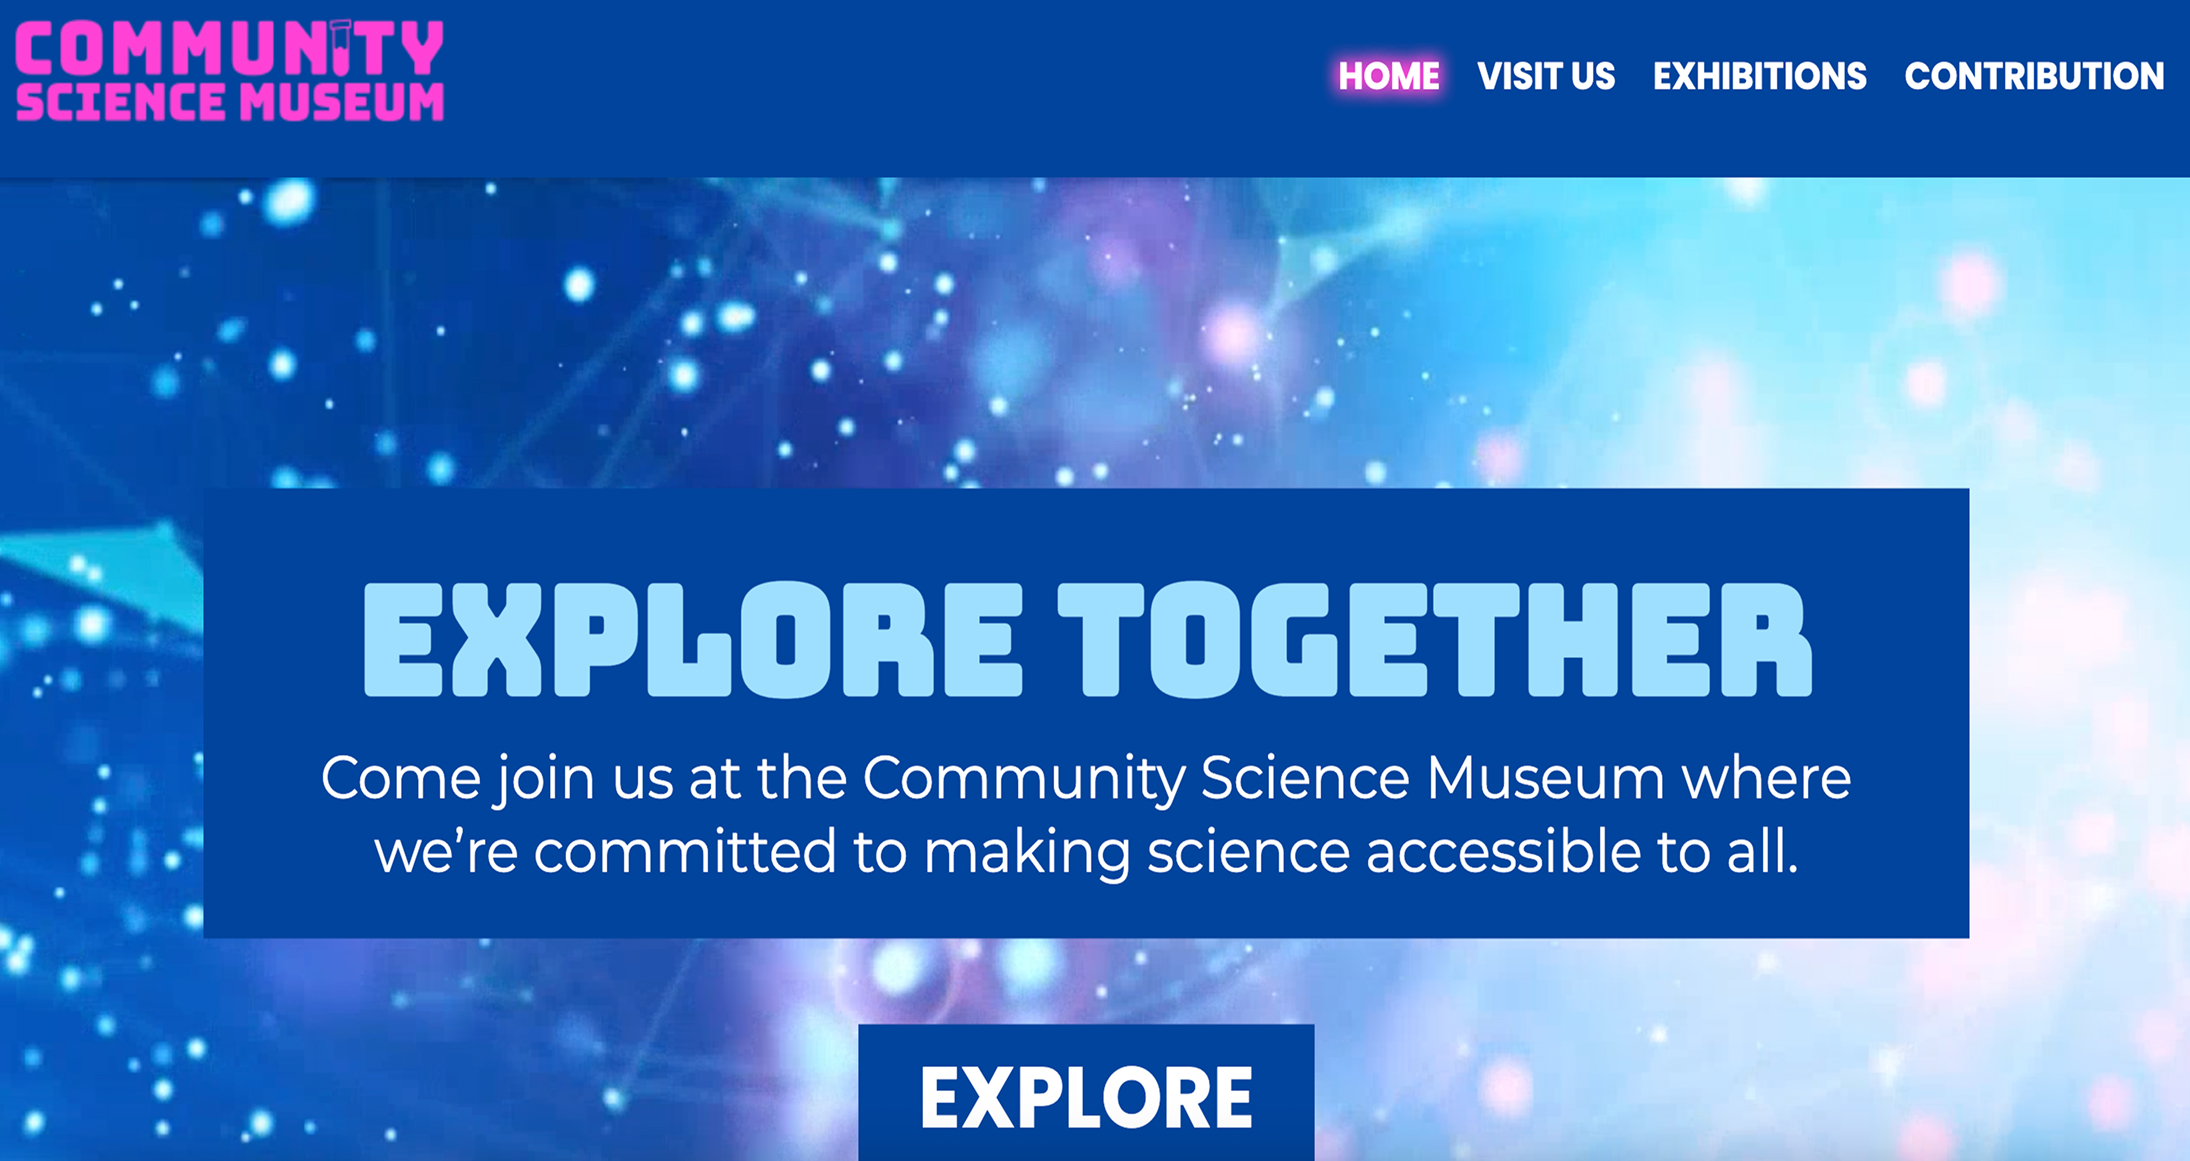 COMMUNITY
SCIENCE MUSEUM
HOME VISIT US EXHIBITIONS CONTRIBUTION
EXPLORE TOGETHER
Come join us at the Community Science Museum where
we’re committed to making science accessible to all.
EXPLORE